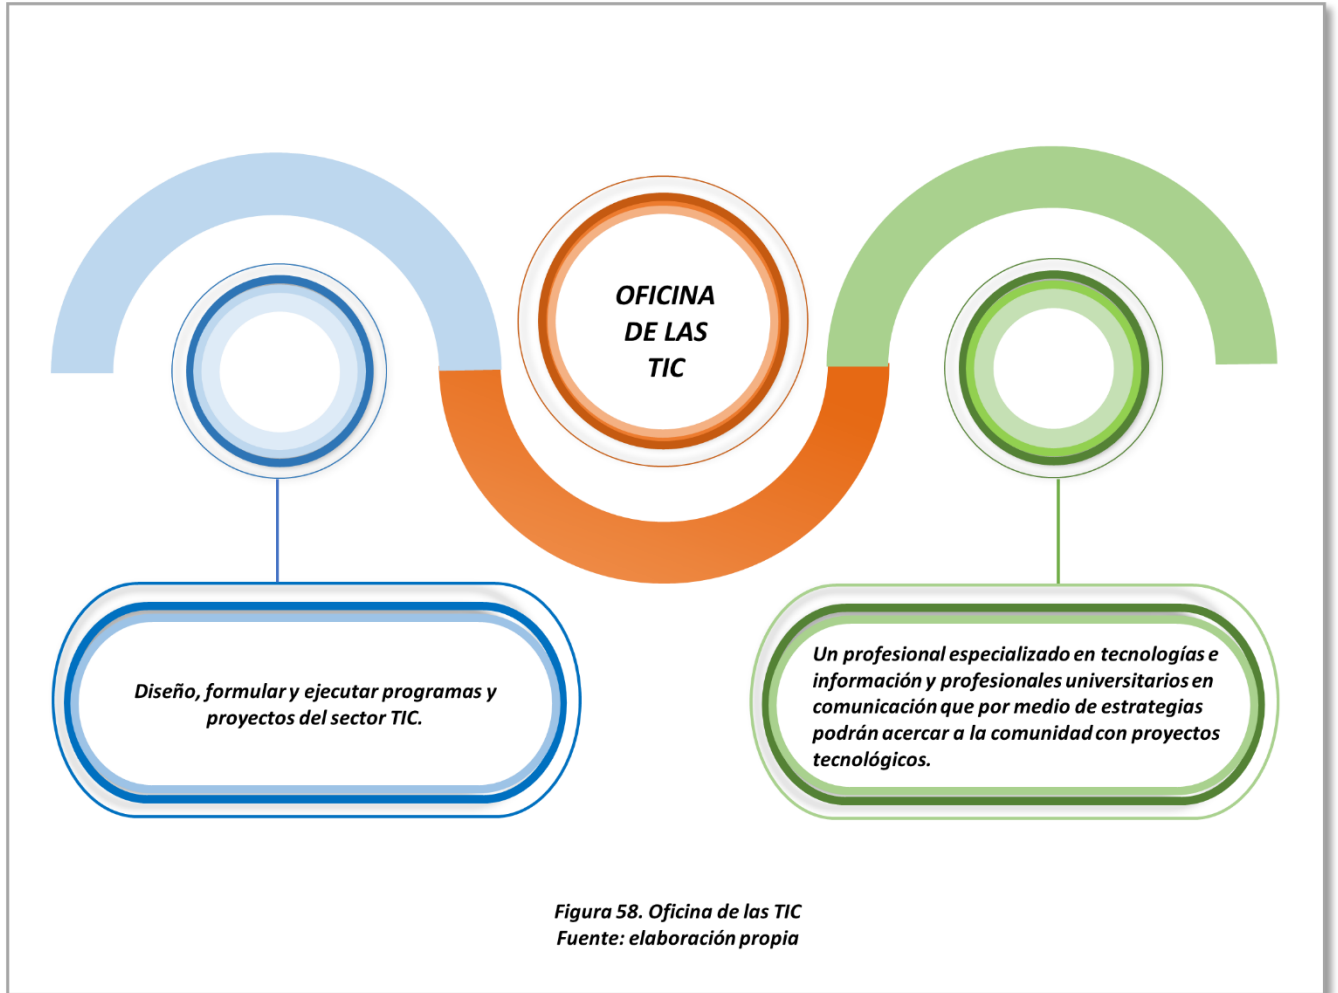 OFICINA
DE LAS
TIC
Diseño, formular y ejecutar programas y
proyectos del sector TIC.
Un profesional especializado en tecnologías e
información y profesionales universitarios en
comunicación que por medio de estrategias
podrán acercar a la comunidad con proyectos
tecnológicos.
Figura 58. Oficina de las TIC
Fuente: elaboración propia